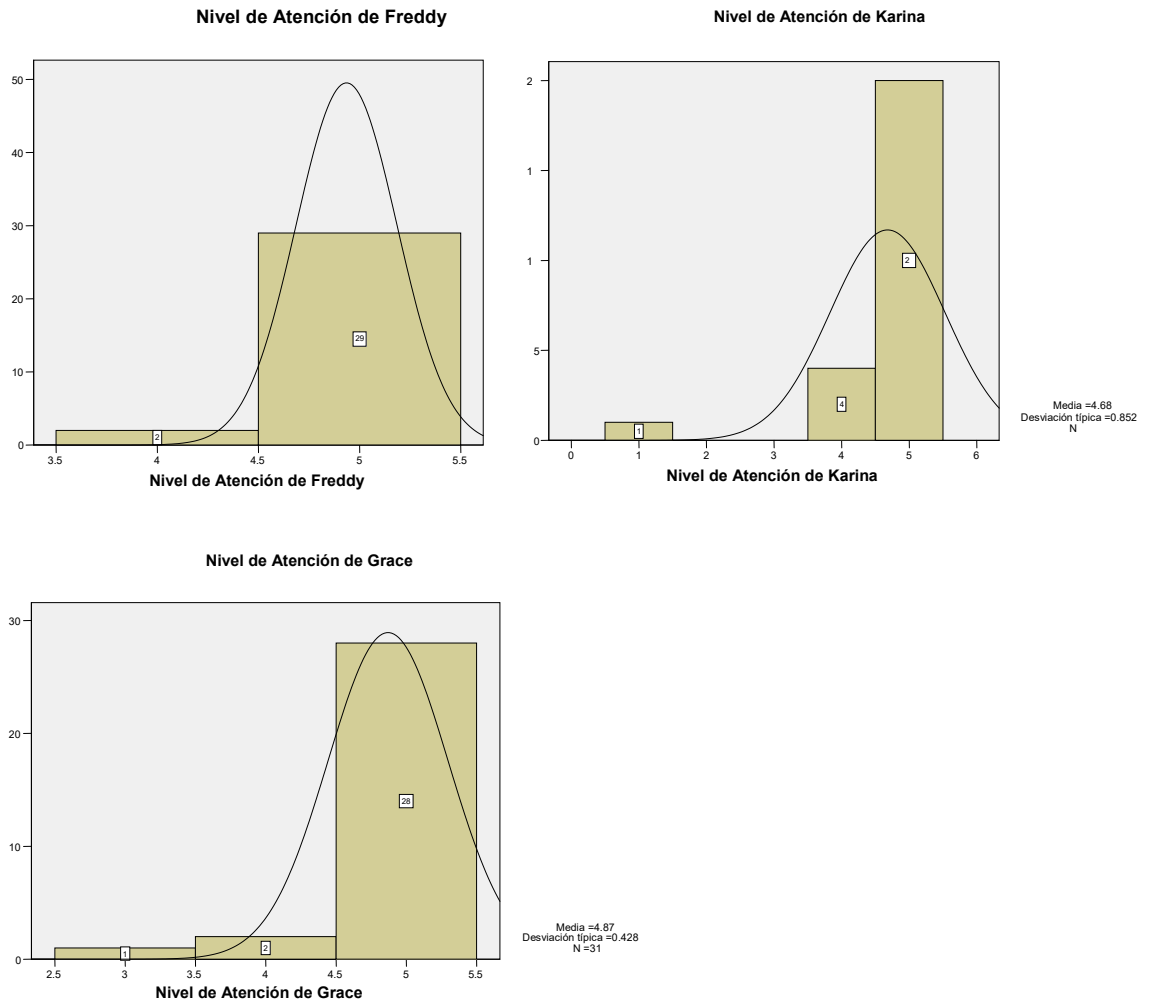 Nivel de Atención de Freddy
50
40
30
20
10
0
29
2
3.5 4 4.5 5 5.5
Nivel de Atención de Freddy
Nivel de Atención de Karina
2
1
1
5
0
2
4
1
0 1 2 3 4 5 6
Nivel de Atención de Karina
Media =4.68
Desviación típica =0.852
N
Nivel de Atención de Grace
30
20
10
0
28
2
1
2.5 3 3.5 4 4.5 5 5.5
Nivel de Atención de Grace
Media =4.87
Desviación típica =0.428
N =31